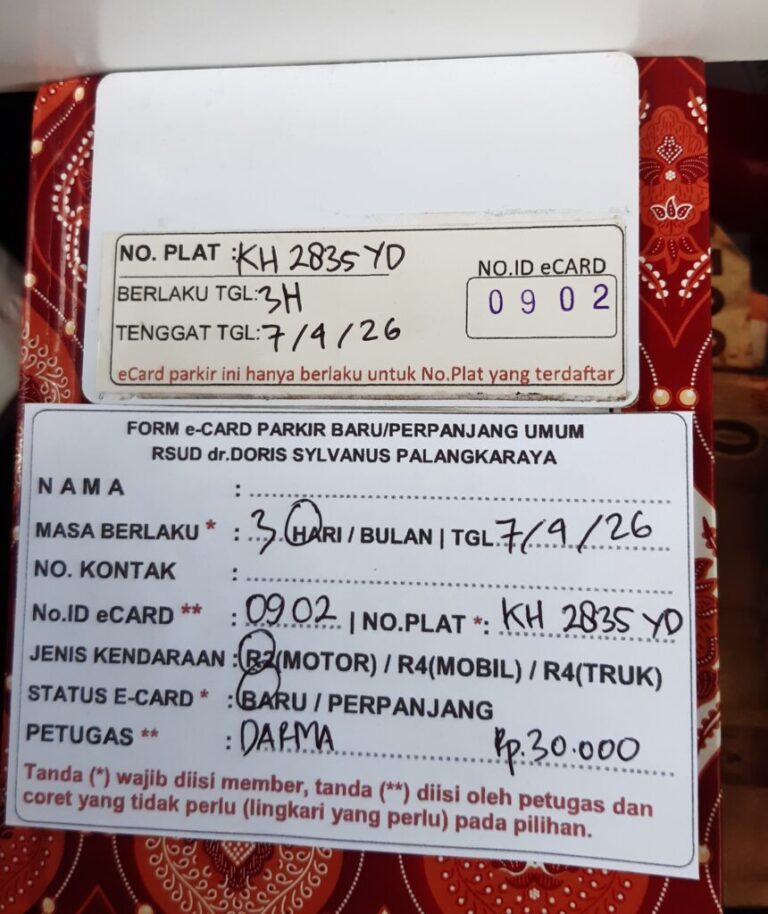 NO. PLAT : KH 2835 YD
BERLAKU TGL: 3H
TENGGAT TGL: 7/9/26
NO.ID eCARD
0902
eCard parkir ini hanya berlaku untuk No.Plat yang terdaftar
FORM e-CARD PARKIR BARU/PERPANJANG UMUM
RSUD dr.DORIS SYLVANUS PALANGKARAYA
N A M A :
MASA BERLAKU * : 3 HARI / BULAN | TGL 7/9/26
NO. KONTAK :
No.ID eCARD ** : 0902 | NO.PLAT *: KH 2835 YD
JENIS KENDARAAN : R2(MOTOR) / R4(MOBIL) / R4(TRUK)
STATUS E-CARD * : BARU / PERPANJANG
PETUGAS ** : DARMA Rp.30.000
Tanda (*) wajib diisi member, tanda (**) diisi oleh petugas dan
coret yang tidak perlu (lingkari yang perlu) pada pilihan.